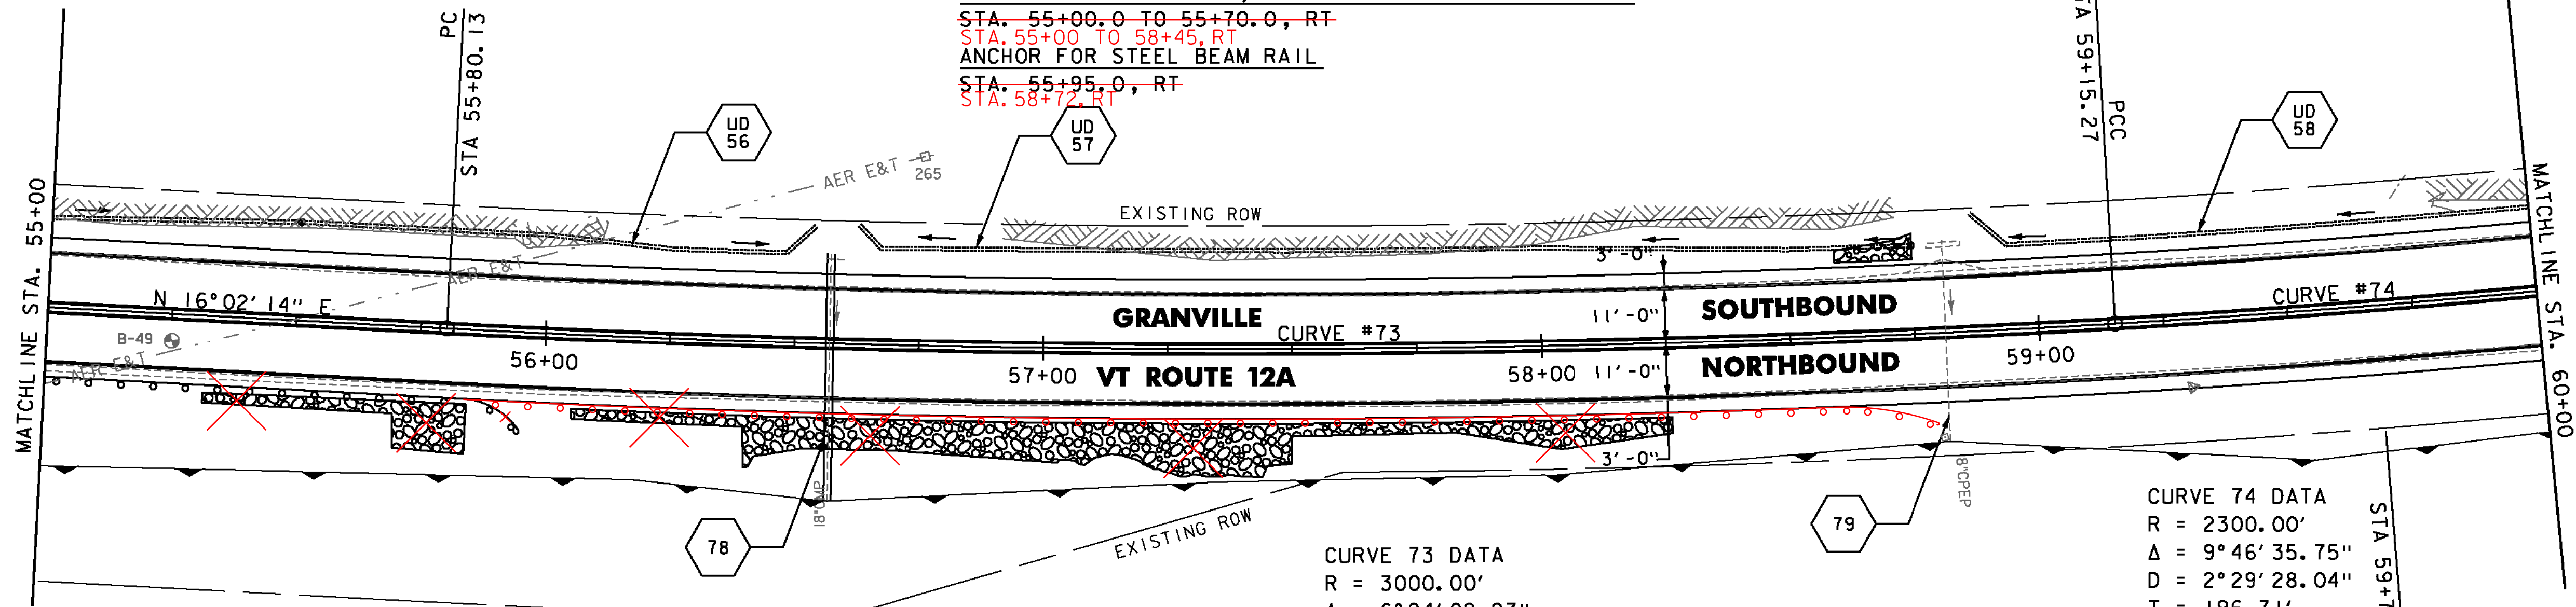 STA. 55+00.0 TO 55+70.0, RT
STA. 55+00 TO 58+45, RT
ANCHOR FOR STEEL BEAM RAIL
STA. 55+95.0, RT
STA. 58+72, RT
PC
STA 55+80.13
STA 59+15.27
PCC
UD
56
UD
57
UD
58
AER E&T
265
EXISTING ROW
MATCHLINE STA. 55+00
MATCHLINE STA. 60+00
AER E&T
3'-0"
N 16°02'14" E
GRANVILLE
CURVE #73
11'-0"
SOUTHBOUND
CURVE #74
B-49
AER E&T
56+00
57+00
VT ROUTE 12A
58+00
11'-0"
NORTHBOUND
59+00
3'-0"
18"CMP
18"CPEP
78
79
EXISTING ROW
CURVE 73 DATA
R = 3000.00'
CURVE 74 DATA
R = 2300.00'
Δ = 9°46'35.75"
D = 2°29'28.04"
T = 196.71'
STA 59+7